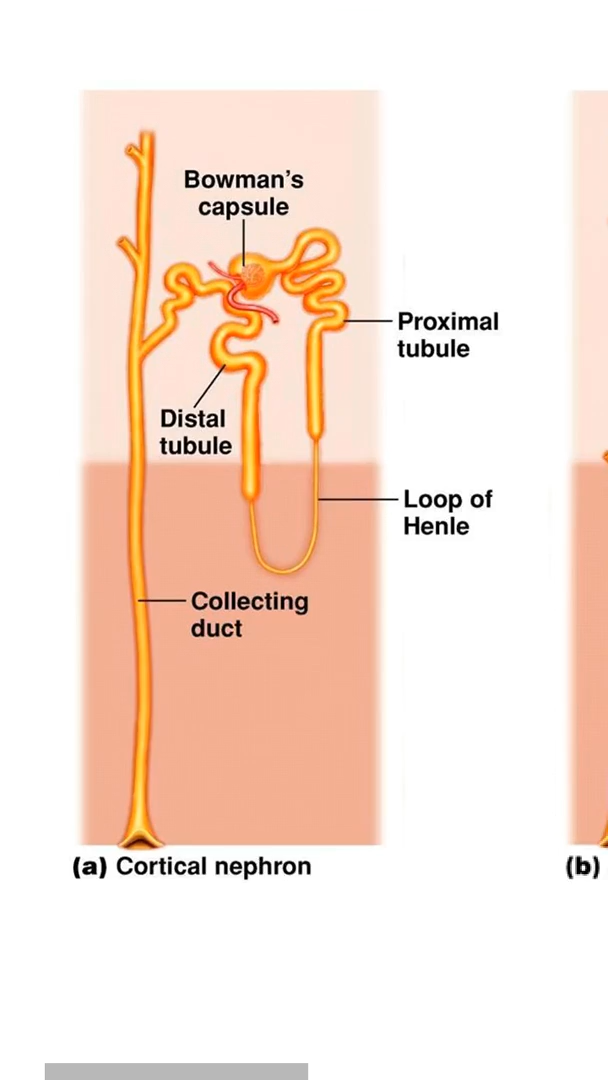 Bowman's
capsule
Proximal
tubule
Distal
tubule
Loop of
Henle
Collecting
duct
(a) Cortical nephron
(b)